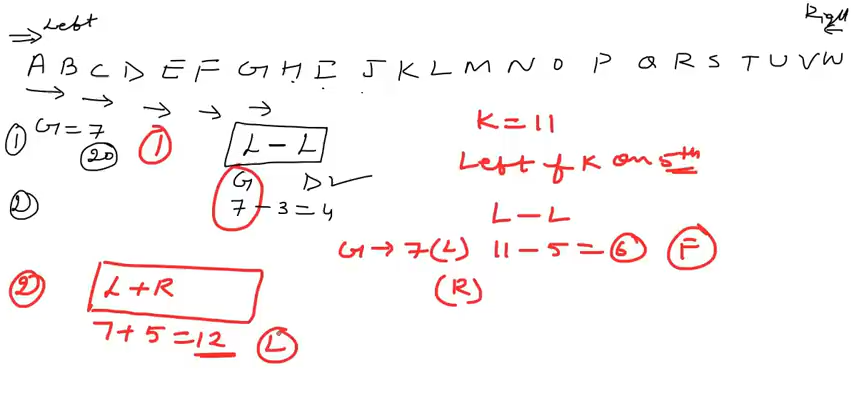 Left Right
A B C D E F G H I J K L M N O P Q R S T U V W
① G = 7 ⑳ ① L - L K = 11
G D ✓ Left of K on 5th
② 7 - 3 = 4 L - L
G → 7 (L) 11 - 5 = ⑥ F
② L + R (R)
7 + 5 = 12 L